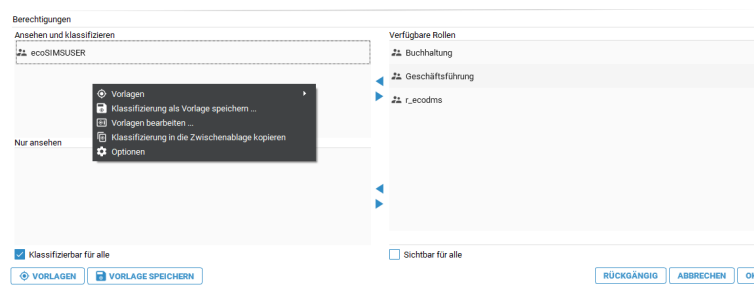 Berechtigungen
Ansehen und klassifizieren
Verfügbare Rollen
ecoSIMSUSER
Buchhaltung
Geschäftsführung
r_ecodms
Vorlagen
Klassifizierung als Vorlage speichern ...
Vorlagen bearbeiten ...
Klassifizierung in die Zwischenablage kopieren
Optionen
Nur ansehen
Klassifizierbar für alle
Sichtbar für alle
VORLAGEN
VORLAGE SPEICHERN
RÜCKGÄNGIG
ABBRECHEN